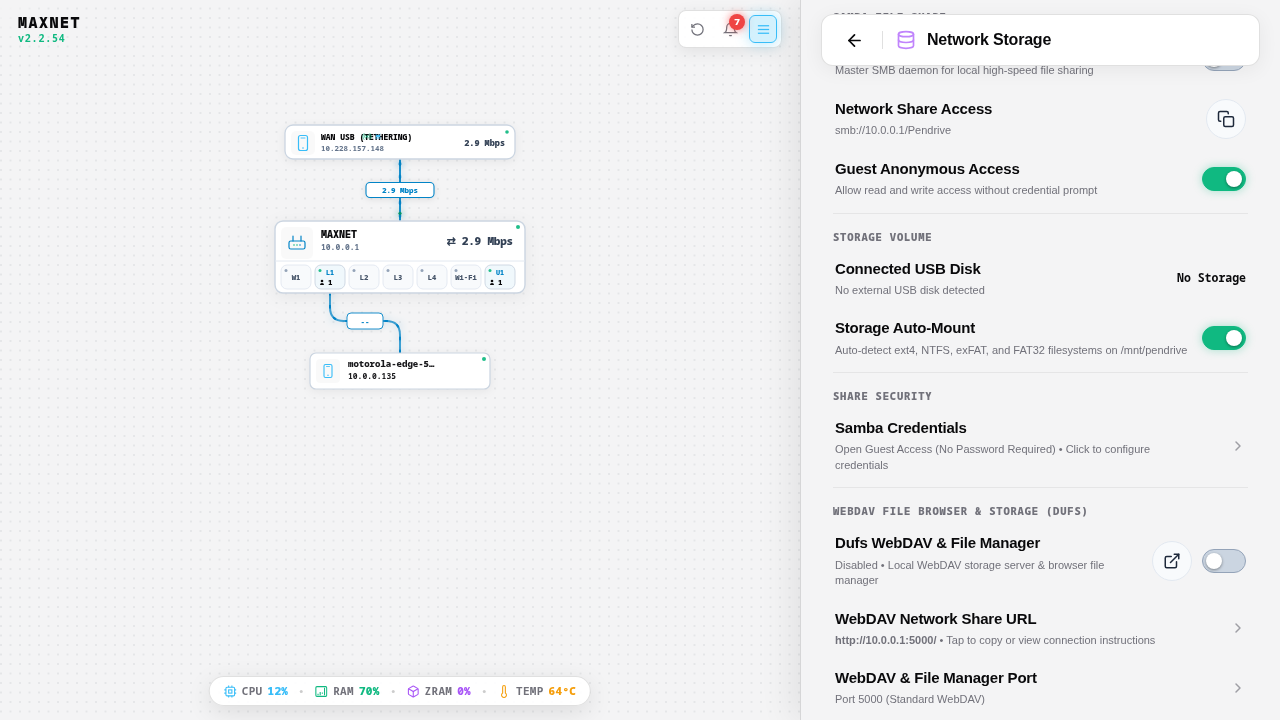 MAXNET
v2.2.54
7
WAN USB (TETHERING)
10.228.157.148
2.9 Mbps
2.9 Mbps
MAXNET
10.0.0.1
⇄ 2.9 Mbps
W1
L1
1
L2
L3
L4
Wi-Fi
U1
1
--
motorola-edge-5…
10.0.0.135
CPU 12% • RAM 70% • ZRAM 0% • TEMP 64°C
Network Storage
Master SMB daemon for local high-speed file sharing
Network Share Access
smb://10.0.0.1/Pendrive
Guest Anonymous Access
Allow read and write access without credential prompt
STORAGE VOLUME
Connected USB Disk
No external USB disk detected
No Storage
Storage Auto-Mount
Auto-detect ext4, NTFS, exFAT, and FAT32 filesystems on /mnt/pendrive
SHARE SECURITY
Samba Credentials
Open Guest Access (No Password Required) • Click to configure
credentials
WEBDAV FILE BROWSER & STORAGE (DUFS)
Dufs WebDAV & File Manager
Disabled • Local WebDAV storage server & browser file
manager
WebDAV Network Share URL
http://10.0.0.1:5000/ • Tap to copy or view connection instructions
WebDAV & File Manager Port
Port 5000 (Standard WebDAV)